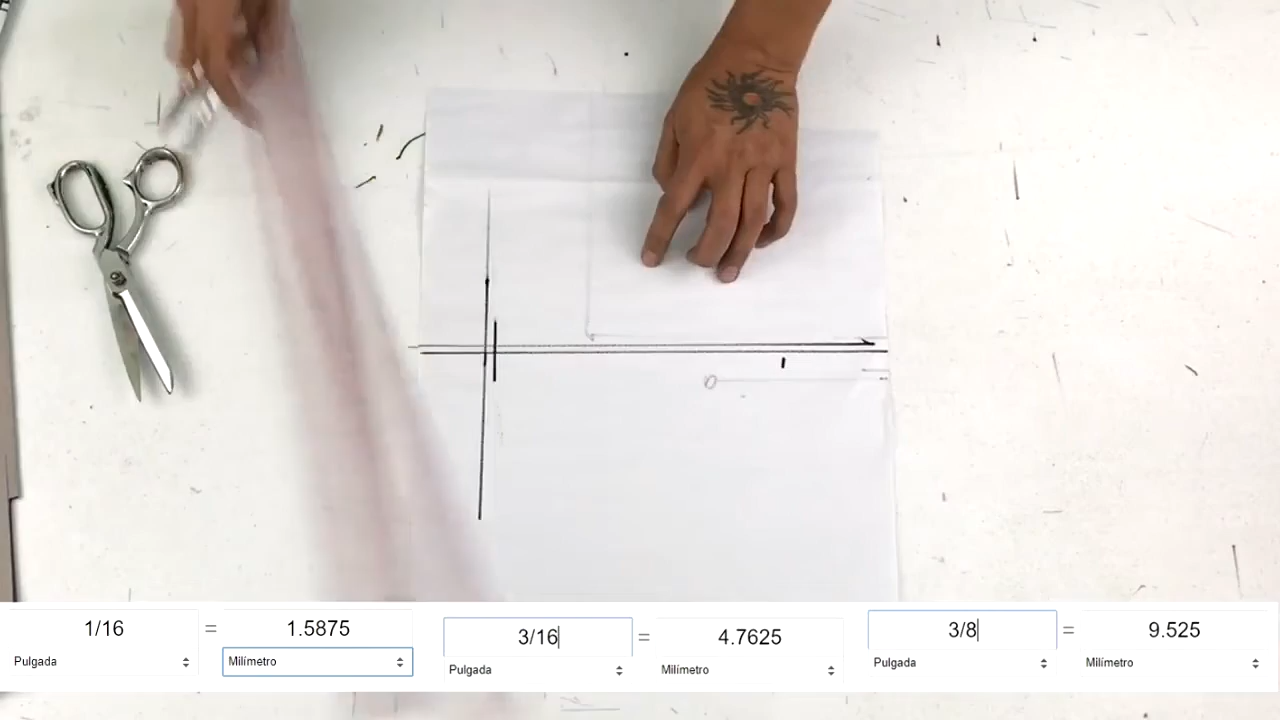 1/16 = 1.5875
Pulgada Milímetro
3/16 = 4.7625
Pulgada Milímetro
3/8 = 9.525
Pulgada Milímetro